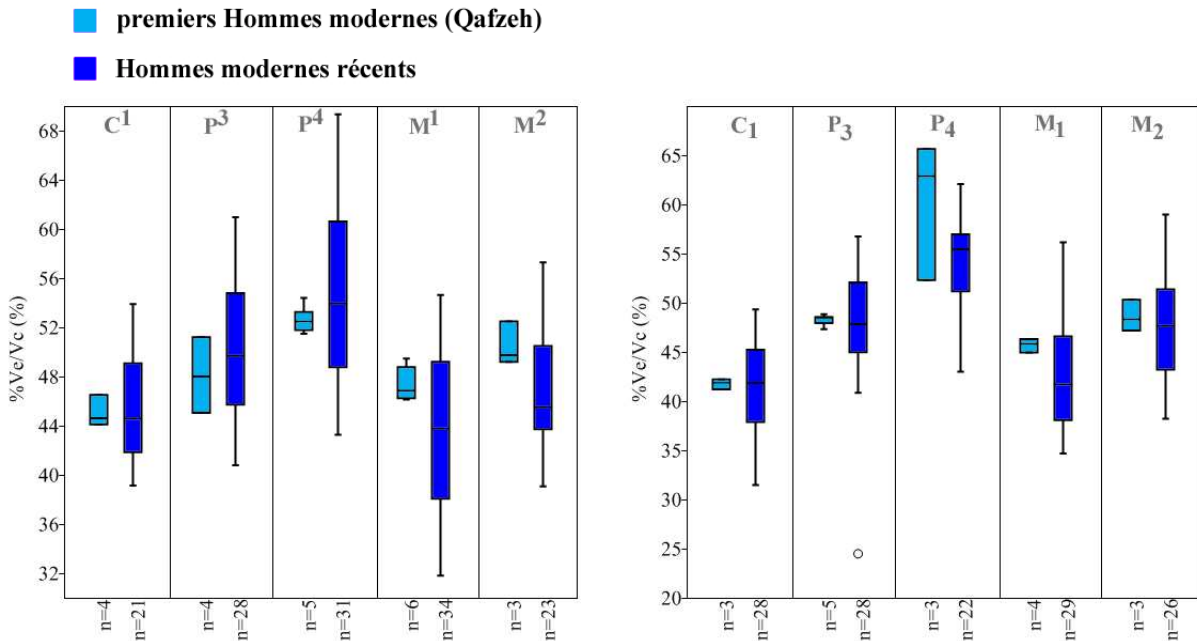 premiers Hommes modernes (Qafzeh)
Hommes modernes récents
C¹ P³ P⁴ M¹ M²
%Ve/Vc (%)
68
64
60
56
52
48
44
40
36
32
n=4 n=21 n=4 n=28 n=5 n=31 n=6 n=34 n=3 n=23
C₁ P₃ P₄ M₁ M₂
%Ve/Vc (%)
65
60
55
50
45
40
35
30
25
20
n=3 n=28 n=5 n=28 n=3 n=22 n=4 n=29 n=3 n=26